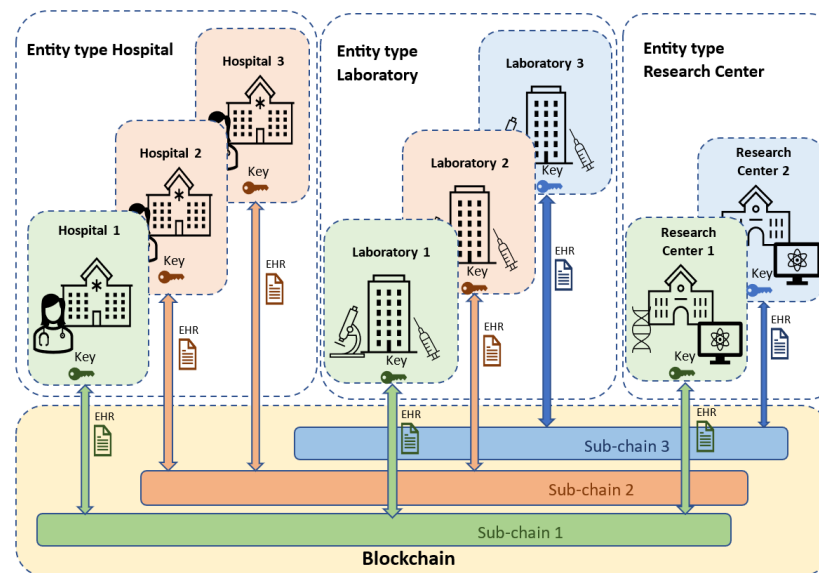 Entity type Hospital
Hospital 3
Key
Hospital 2
Key
Hospital 1
Key
EHR
EHR
EHR
Entity type
Laboratory
Laboratory 3
Key
Laboratory 2
Key
Laboratory 1
Key
EHR
EHR
EHR
Entity type
Research Center
Research
Center 2
Key
Research
Center 1
Key
EHR
EHR
Sub-chain 3
Sub-chain 2
Sub-chain 1
Blockchain